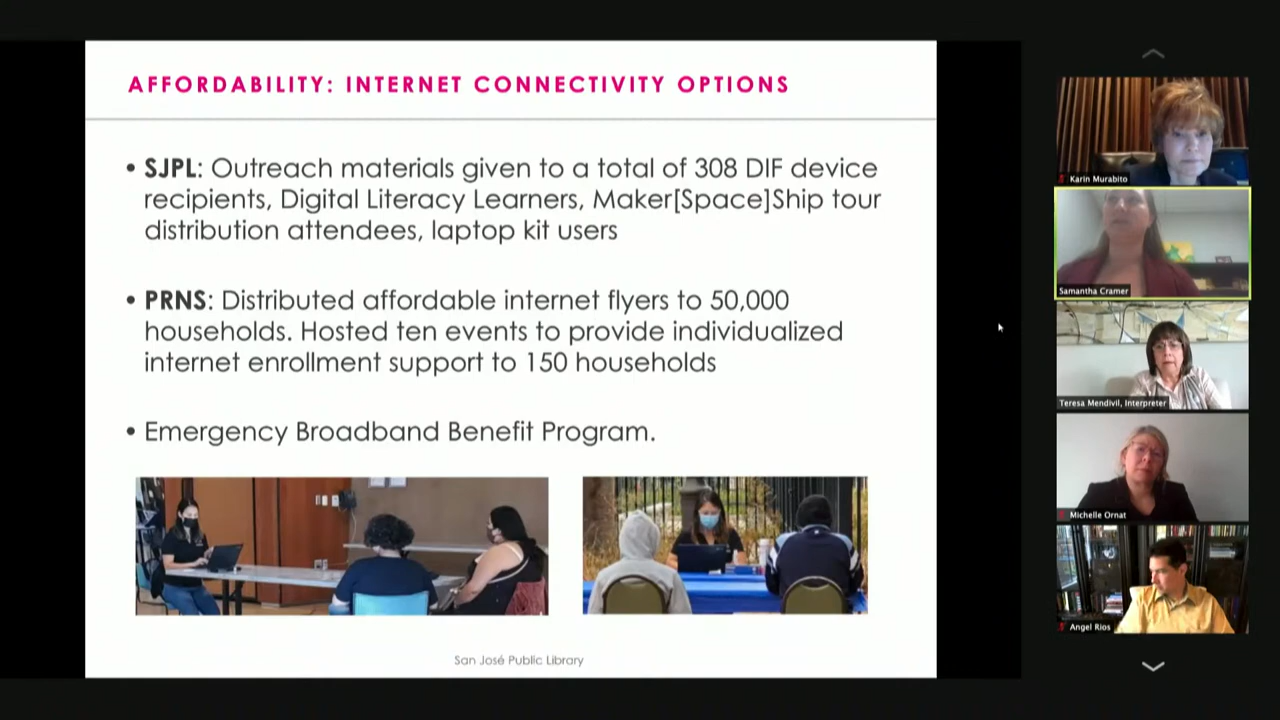 AFFORDABILITY: INTERNET CONNECTIVITY OPTIONS
• SJPL: Outreach materials given to a total of 308 DIF device
recipients, Digital Literacy Learners, Maker[Space]Ship tour
distribution attendees, laptop kit users
• PRNS: Distributed affordable internet flyers to 50,000
households. Hosted ten events to provide individualized
internet enrollment support to 150 households
• Emergency Broadband Benefit Program.
San José Public Library
Karin Murabito
Samantha Cramer
Teresa Mendivil, Interpreter
Michelle Ornat
Angel Rios